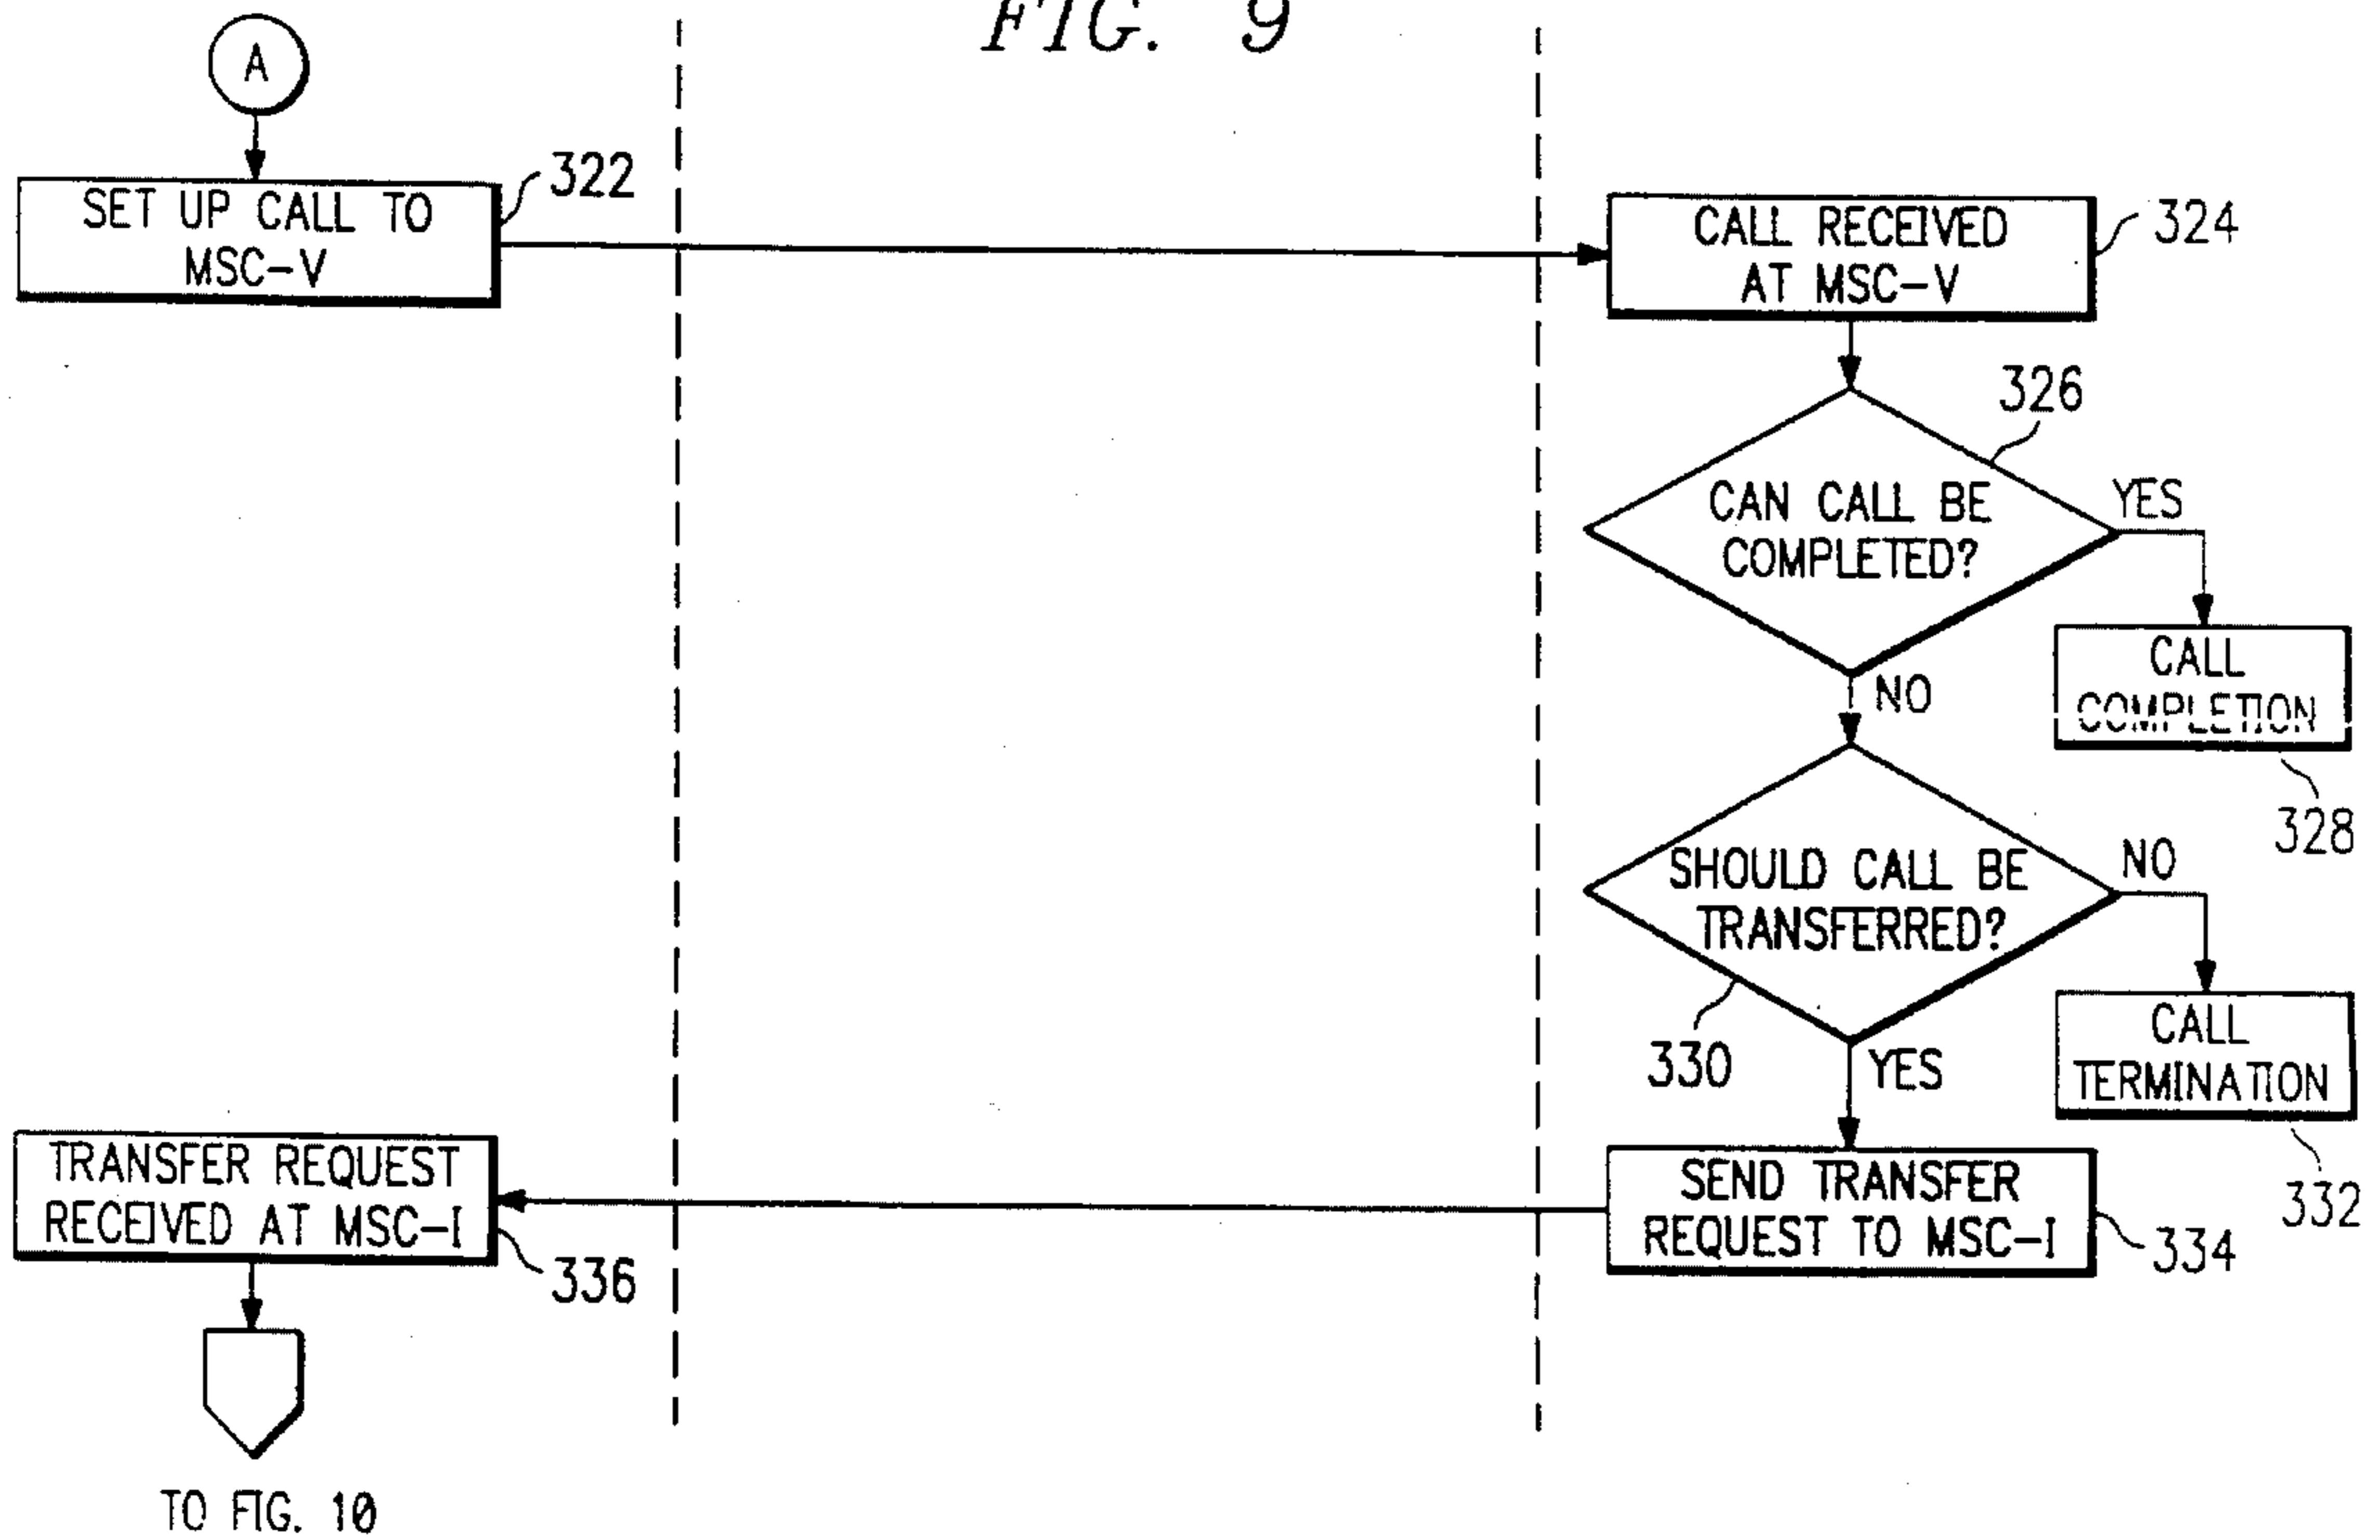 FIG. 9
A
SET UP CALL TO
MSC-V
322
CALL RECEIVED
AT MSC-V
324
326
CAN CALL BE
COMPLETED?
YES
CALL
COMPLETION
328
NO
SHOULD CALL BE
TRANSFERRED?
330
NO
CALL
TERMINATION
332
YES
SEND TRANSFER
REQUEST TO MSC-I
334
TRANSFER REQUEST
RECEIVED AT MSC-I
336
TO FIG. 10